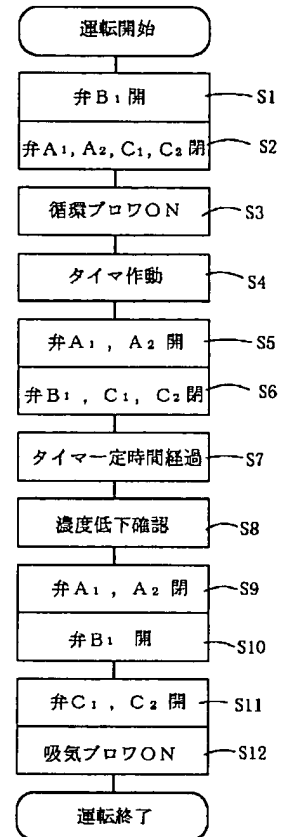 運転開始
弁B₁開 S1
弁A₁, A₂, C₁, C₂ 閉 S2
循環ブロワON S3
タイマ作動 S4
弁A₁ , A₂ 開 S5
弁B₁ , C₁ , C₂ 閉 S6
タイマ一定時間経過 S7
濃度低下確認 S8
弁A₁ , A₂ 閉 S9
弁B₁ 開 S10
弁C₁ , C₂ 開 S11
吸気ブロワON S12
運転終了